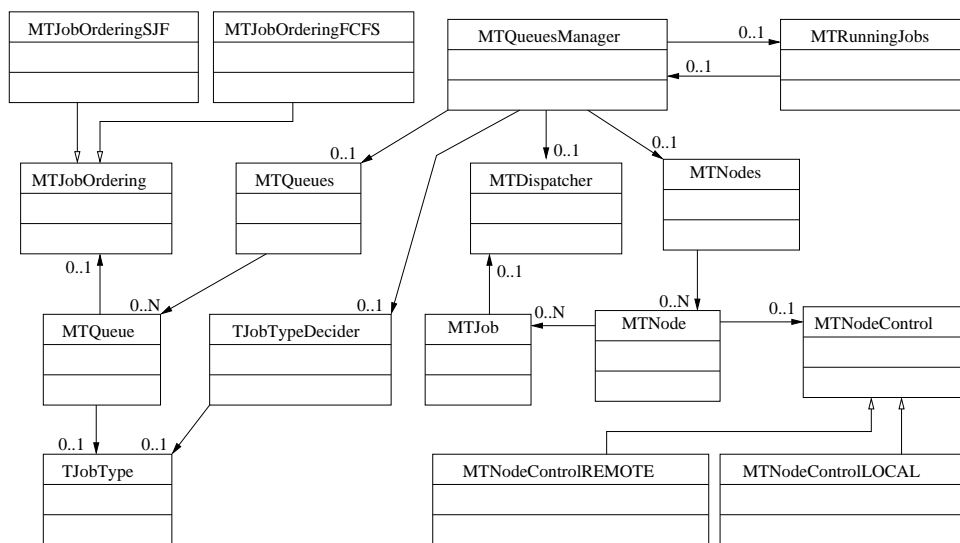 MTJobOrderingSJF
MTJobOrderingFCFS
MTQueuesManager
0..1
MTRunningJobs
0..1
0..1
0..1
0..1
MTJobOrdering
MTQueues
MTDispatcher
MTNodes
0..1
0..1
0..N
0..1
0..N
MTQueue
TJobTypeDecider
MTJob
0..N
MTNode
0..1
MTNodeControl
0..1
0..1
TJobType
MTNodeControlREMOTE
MTNodeControlLOCAL